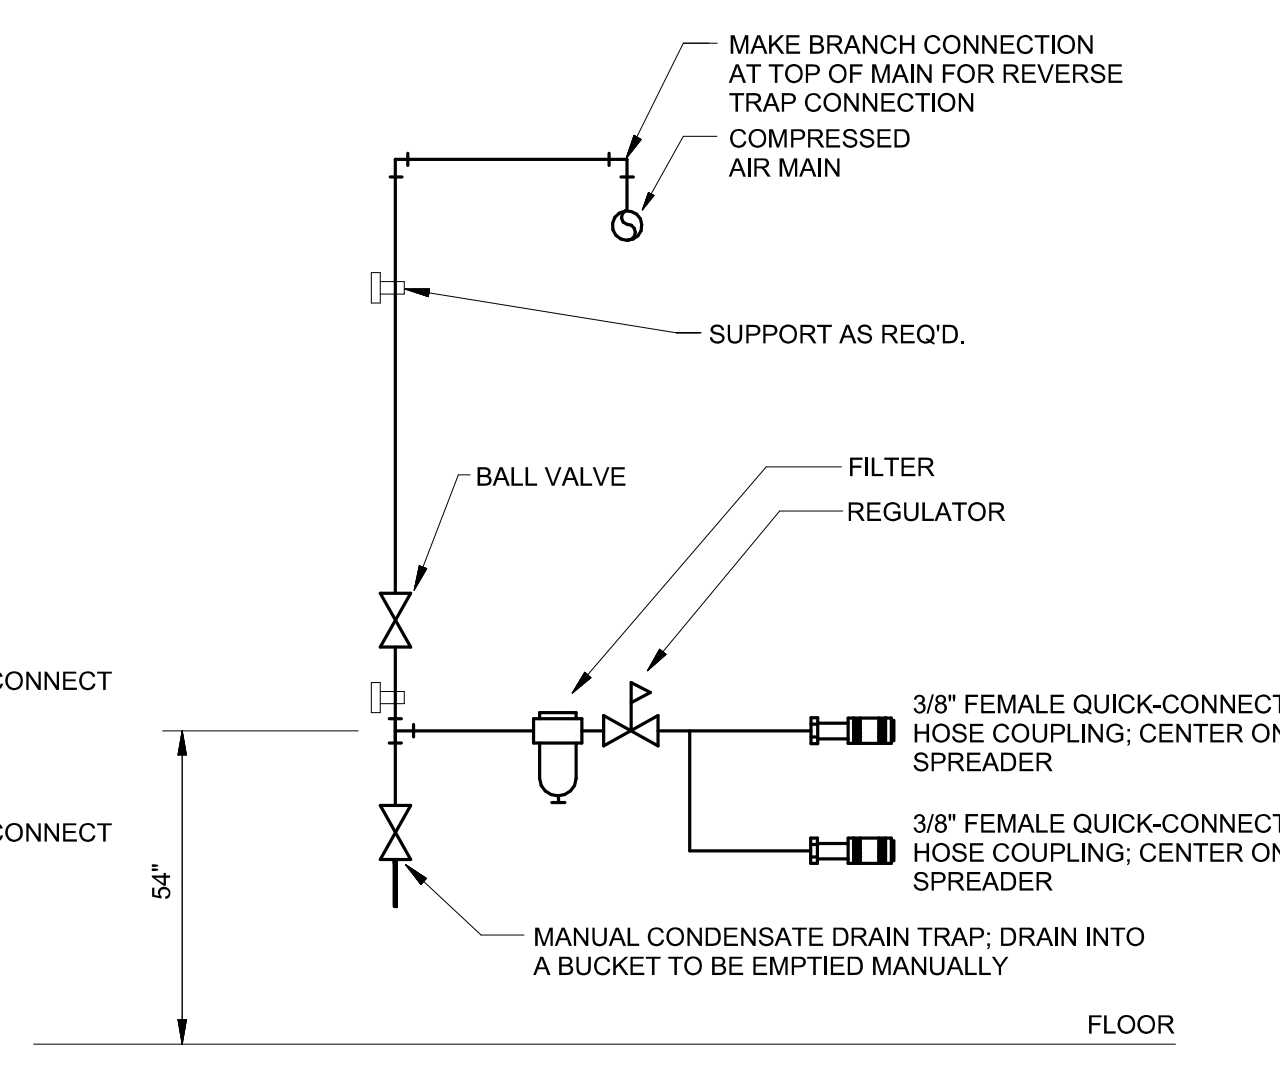 MAKE BRANCH CONNECTION
AT TOP OF MAIN FOR REVERSE
TRAP CONNECTION
COMPRESSED
AIR MAIN
SUPPORT AS REQ'D.
BALL VALVE
FILTER
REGULATOR
CONNECT
3/8" FEMALE QUICK-CONNECT
HOSE COUPLING; CENTER ON
SPREADER
CONNECT
3/8" FEMALE QUICK-CONNECT
HOSE COUPLING; CENTER ON
SPREADER
54"
MANUAL CONDENSATE DRAIN TRAP; DRAIN INTO
A BUCKET TO BE EMPTIED MANUALLY
FLOOR